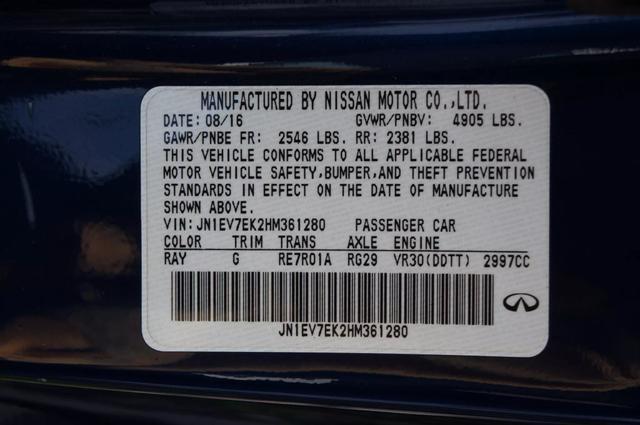 MANUFACTURED BY NISSAN MOTOR CO.,LTD.
DATE: 08/16 GVWR/PNBV: 4905 LBS.
GAWR/PNBE FR: 2546 LBS. RR: 2381 LBS.
THIS VEHICLE CONFORMS TO ALL APPLICABLE FEDERAL
MOTOR VEHICLE SAFETY,BUMPER,AND THEFT PREVENTION
STANDARDS IN EFFECT ON THE DATE OF MANUFACTURE
SHOWN ABOVE.
VIN: JN1EV7EK2HM361280 PASSENGER CAR
COLOR TRIM TRANS AXLE ENGINE
RAY G RE7R01A RG29 VR30(DDTT) 2997CC
JN1EV7EK2HM361280